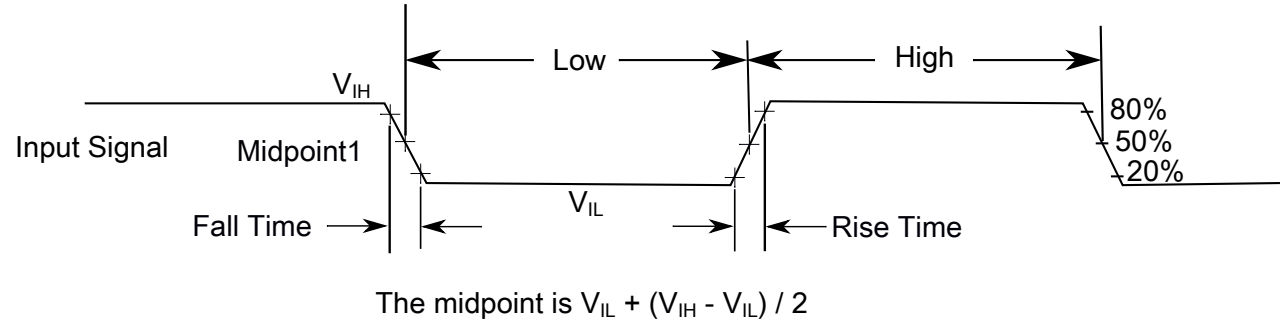 Low
High
V_IH
80%
Input Signal
Midpoint1
50%
20%
V_IL
Fall Time
Rise Time
The midpoint is V_IL + (V_IH - V_IL) / 2